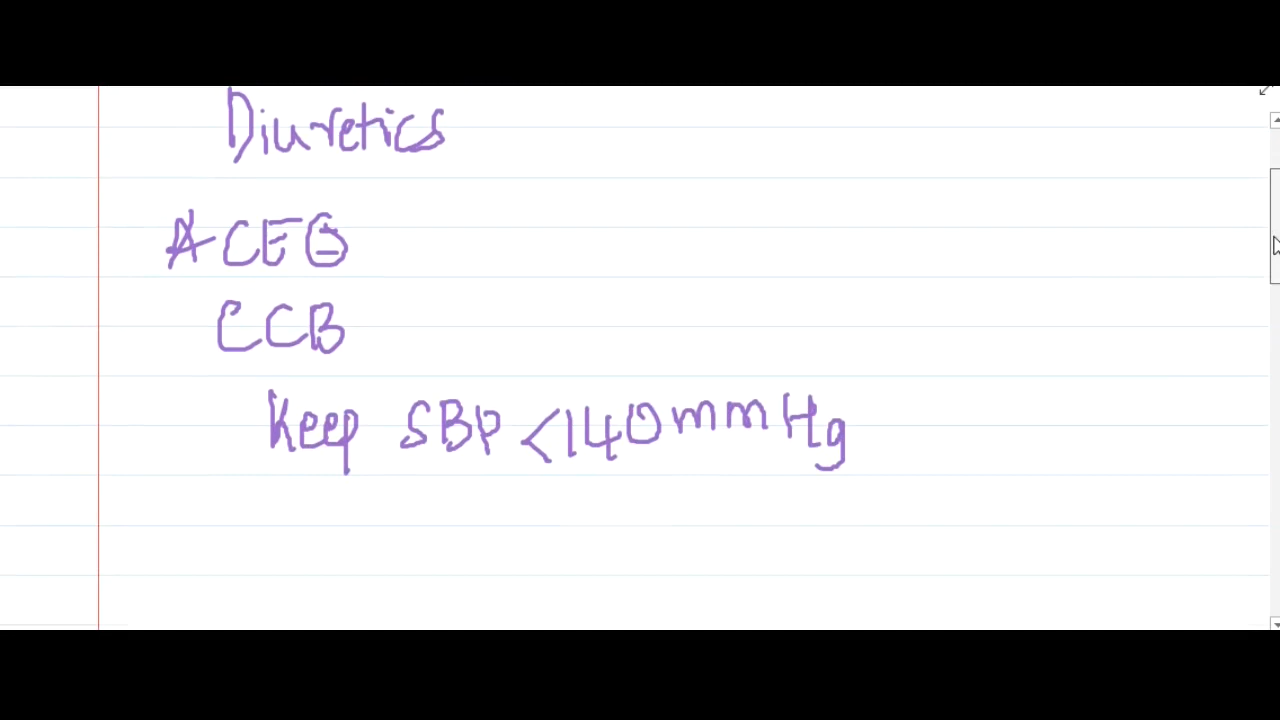 Diuretics
ACE⊖
CCB
Keep SBP <140mmHg